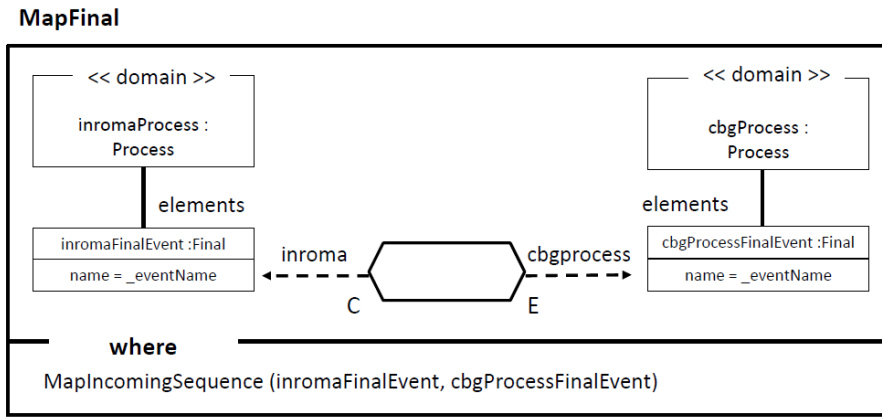 MapFinal
<< domain >>
inromaProcess :
Process
elements
inromaFinalEvent :Final
name = _eventName
<< domain >>
cbgProcess :
Process
elements
cbgProcessFinalEvent :Final
name = _eventName
inroma
cbgprocess
C
E
where
MapIncomingSequence (inromaFinalEvent, cbgProcessFinalEvent)